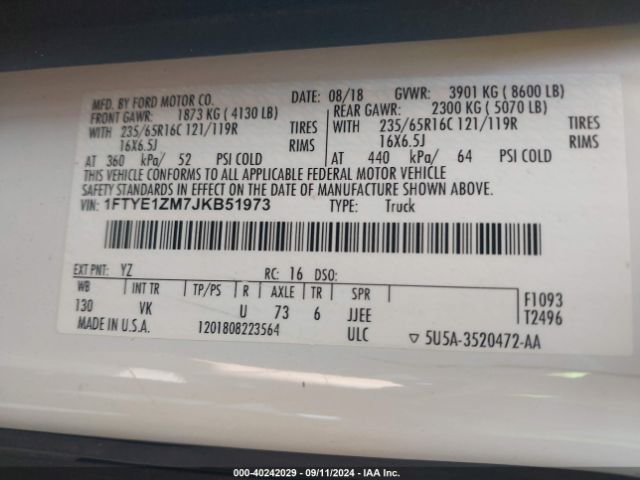 MFD. BY FORD MOTOR CO. DATE: 08/18 GVWR: 3901 KG ( 8600 LB)
FRONT GAWR: 1873 KG ( 4130 LB) REAR GAWR: 2300 KG ( 5070 LB)
WITH 235/65R16C 121/119R TIRES WITH 235/65R16C 121/119R TIRES
16X6.5J RIMS 16X6.5J RIMS
AT 360 kPa/ 52 PSI COLD AT 440 kPa/ 64 PSI COLD
THIS VEHICLE CONFORMS TO ALL APPLICABLE FEDERAL MOTOR VEHICLE
SAFETY STANDARDS IN EFFECT ON THE DATE OF MANUFACTURE SHOWN ABOVE.
VIN: 1FTYE1ZM7JKB51973 TYPE: Truck
EXT PNT: YZ RC: 16 DSO:
WB INT TR TP/PS R AXLE TR SPR
130 VK U 73 6 JJEE
F1093
T2496
MADE IN U.S.A. 1201808223564 ULC ▽ 5U5A-3520472-AA
000-40242029 - 09/11/2024 - IAA Inc.